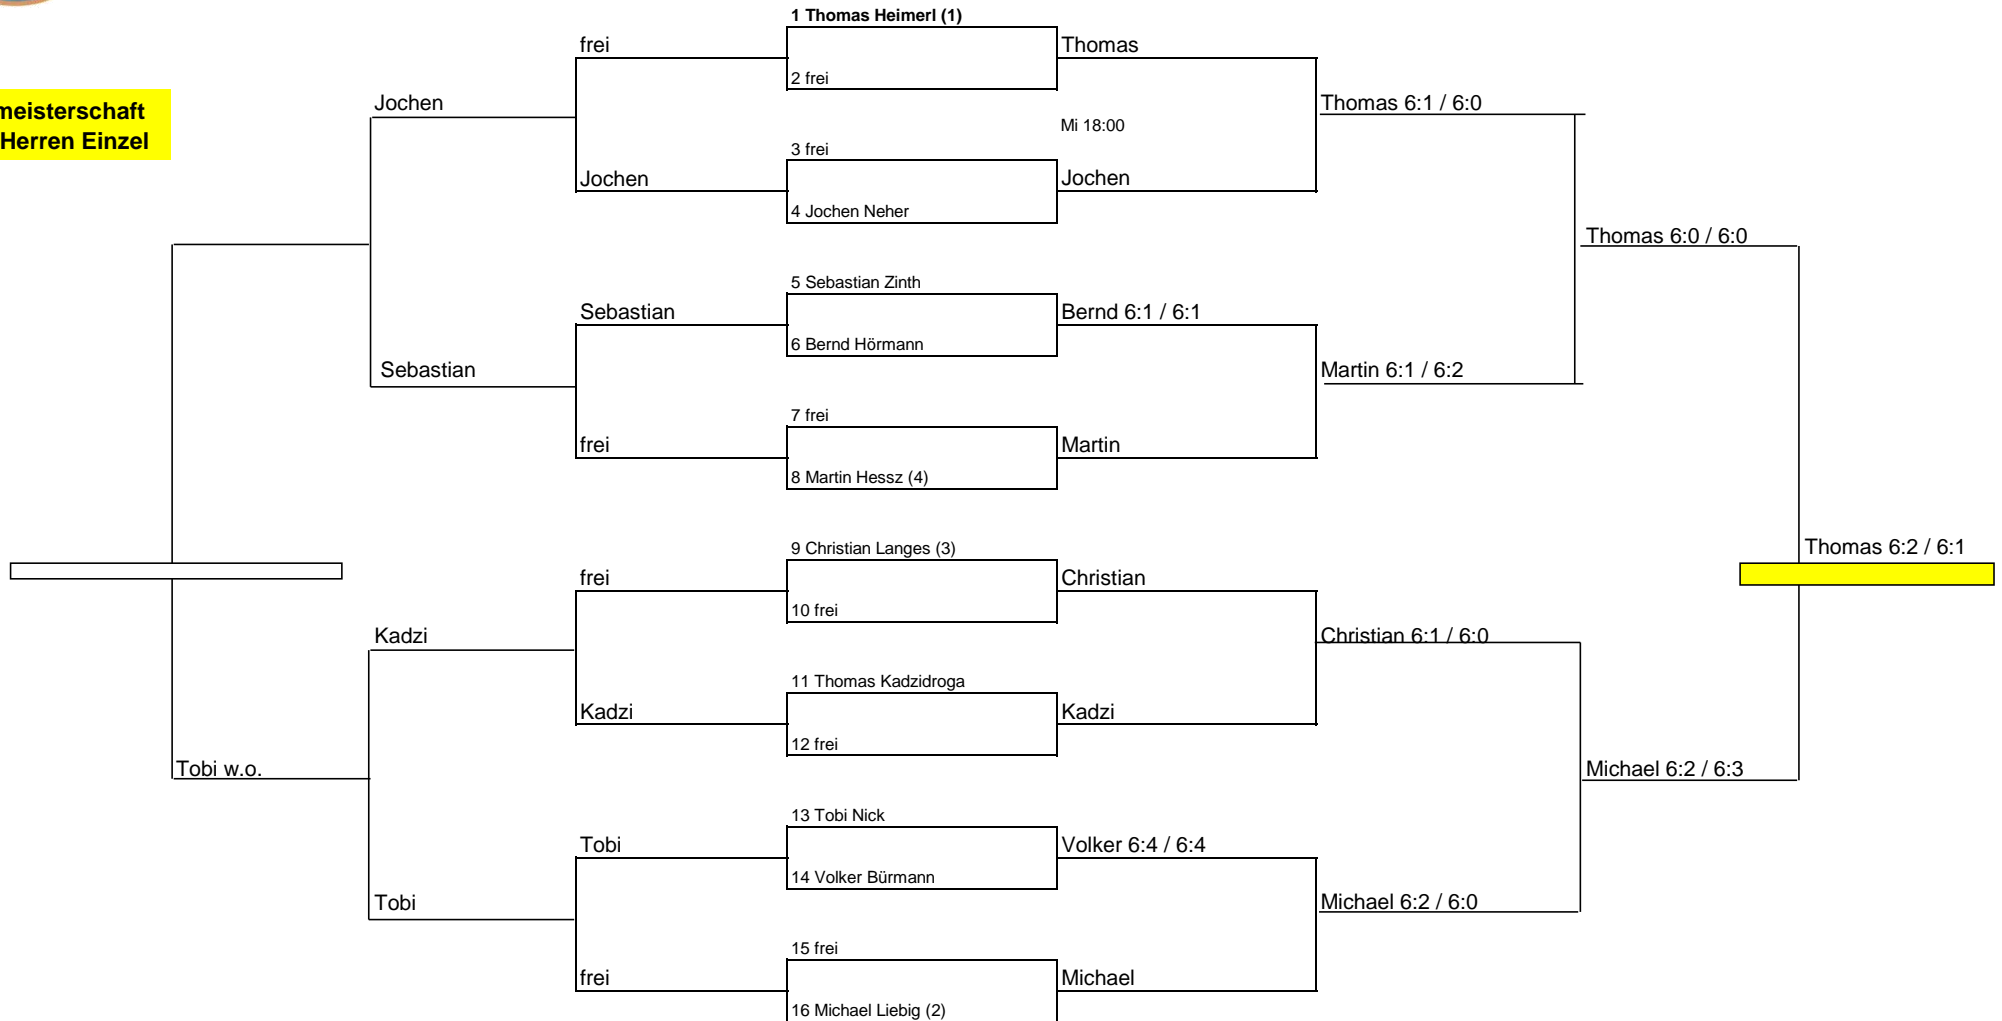 meisterschaft
Herren Einzel
1 Thomas Heimerl (1)
frei
Thomas
2 frei
Jochen
Thomas 6:1 / 6:0
Mi 18:00
3 frei
Jochen
Jochen
4 Jochen Neher
Thomas 6:0 / 6:0
5 Sebastian Zinth
Sebastian
Bernd 6:1 / 6:1
6 Bernd Hörmann
Sebastian
Martin 6:1 / 6:2
7 frei
frei
Martin
8 Martin Hessz (4)
9 Christian Langes (3)
Thomas 6:2 / 6:1
frei
Christian
10 frei
Kadzi
Christian 6:1 / 6:0
11 Thomas Kadzidroga
Kadzi
Kadzi
12 frei
Tobi w.o.
Michael 6:2 / 6:3
13 Tobi Nick
Tobi
Volker 6:4 / 6:4
14 Volker Bürmann
Tobi
Michael 6:2 / 6:0
15 frei
frei
Michael
16 Michael Liebig (2)